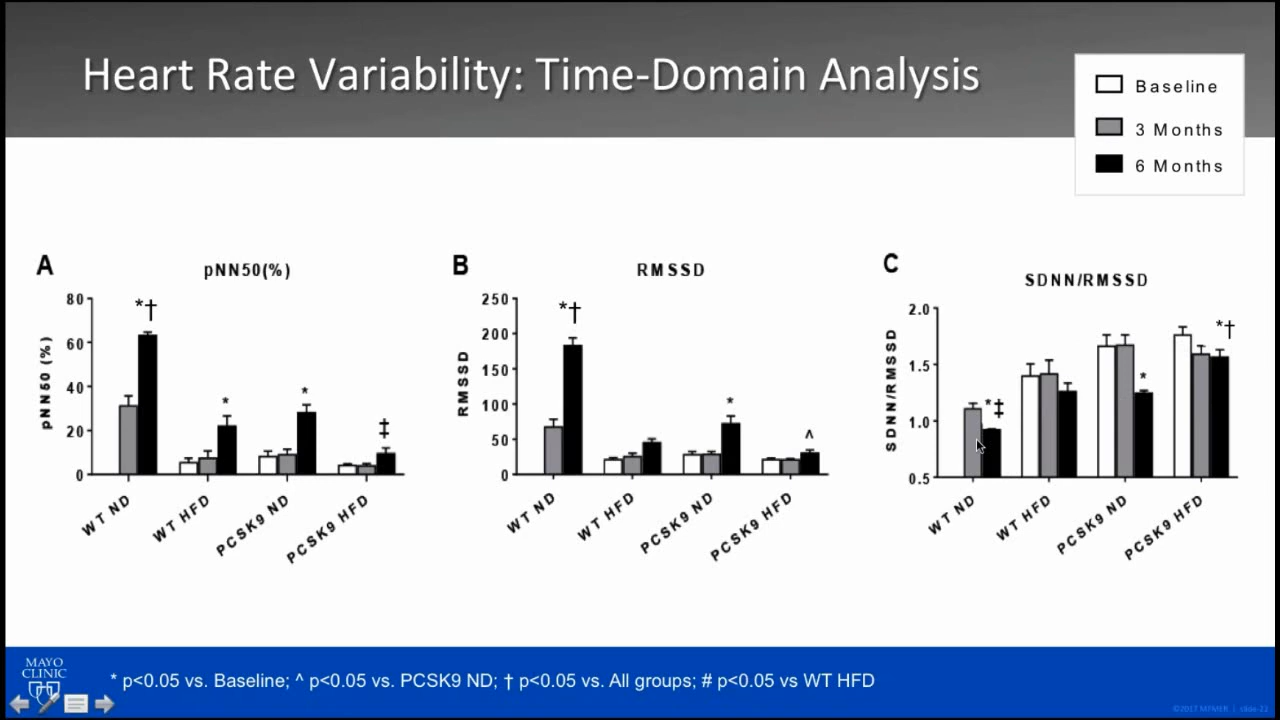 Heart Rate Variability: Time-Domain Analysis
Baseline
3 Months
6 Months
A
pNN50(%)
pNN50 (%)
80
60
40
20
0
*†
*
*
‡
WT ND
WT HFD
PCSK9 ND
PCSK9 HFD
B
RMSSD
RMSSD
250
200
150
100
50
0
*†
*
^
WT ND
WT HFD
PCSK9 ND
PCSK9 HFD
C
SDNN/RMSSD
SDNN/RMSSD
2.0
1.5
1.0
0.5
*‡
*
*†
WT ND
WT HFD
PCSK9 ND
PCSK9 HFD
MAYO
CLINIC
* p<0.05 vs. Baseline; ^ p<0.05 vs. PCSK9 ND; † p<0.05 vs. All groups; # p<0.05 vs WT HFD
©2017 MFMER | slide-22